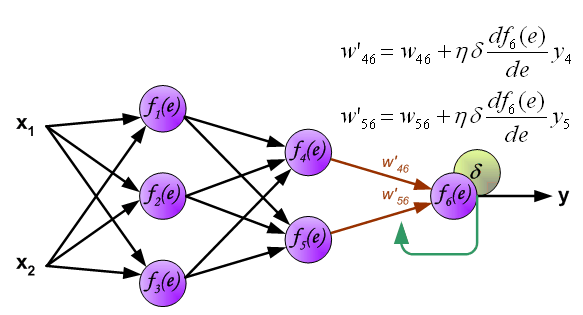 w'₄₆ = w₄₆ + η δ df₆(e)/de y₄
w'₅₆ = w₅₆ + η δ df₆(e)/de y₅
x₁
x₂
f₁(e)
f₂(e)
f₃(e)
f₄(e)
f₅(e)
w'₄₆
w'₅₆
f₆(e)
δ
y